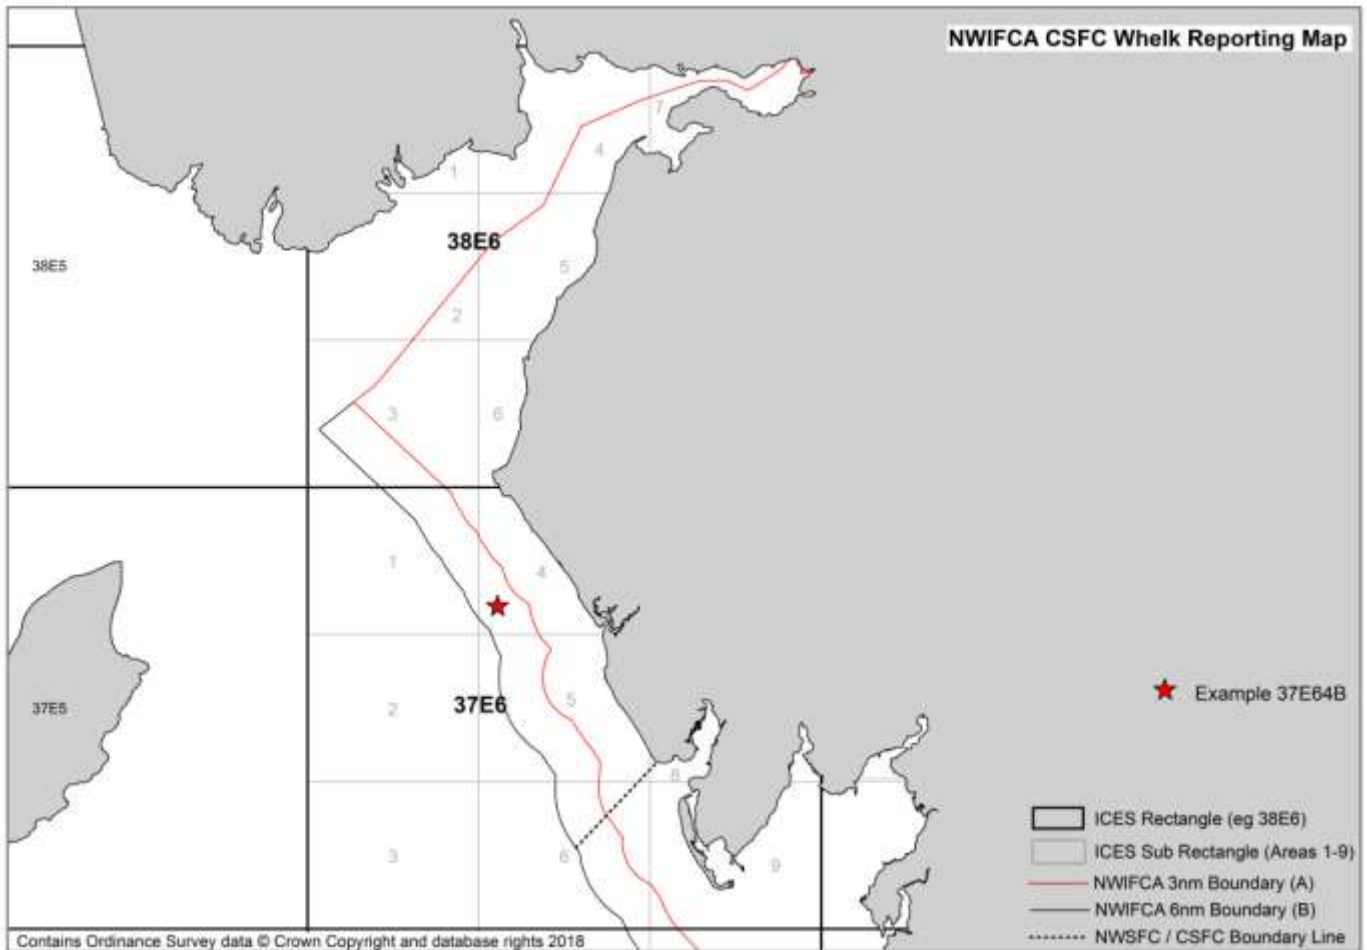 NWIFCA CSFC Whelk Reporting Map
7
4
1
38E6
38E5
5
2
3
6
1
4
37E6
37E5
2
5
Example 37E64B
8
3
6
9
ICES Rectangle (eg 38E6)
ICES Sub Rectangle (Areas 1-9)
NWIFCA 3nm Boundary (A)
NWIFCA 6nm Boundary (B)
NWSFC / CSFC Boundary Line
Contains Ordinance Survey data © Crown Copyright and database rights 2018